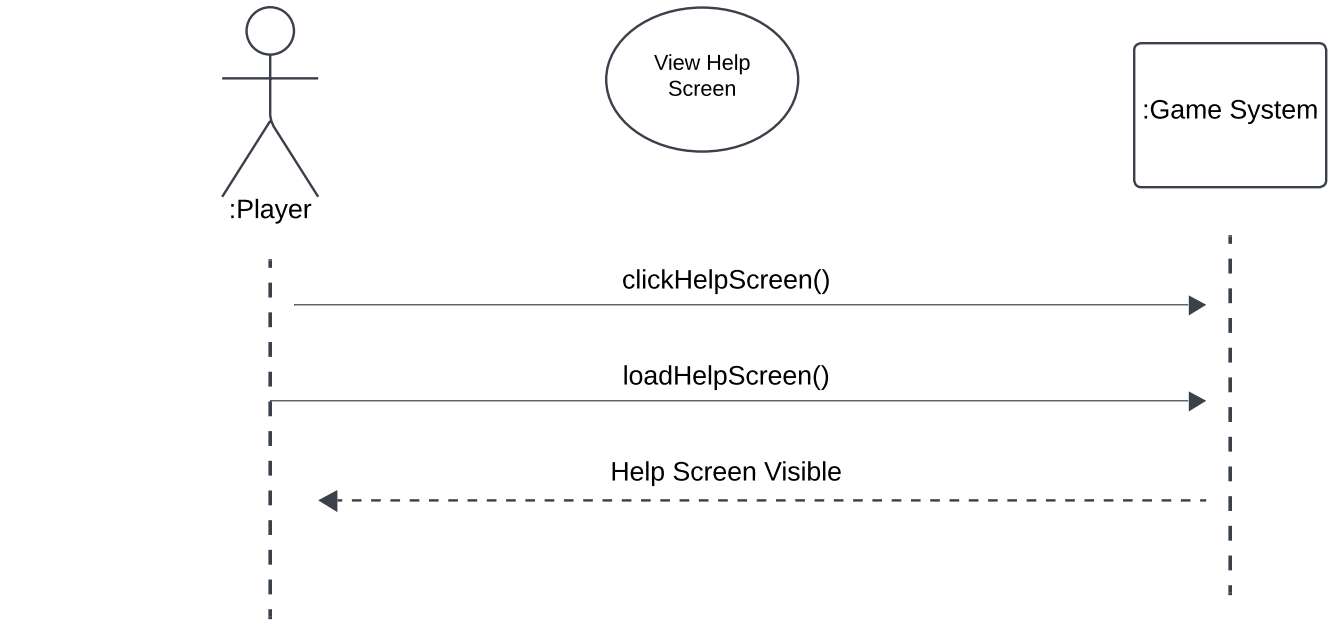 View Help
Screen
:Game System
:Player
clickHelpScreen()
loadHelpScreen()
Help Screen Visible